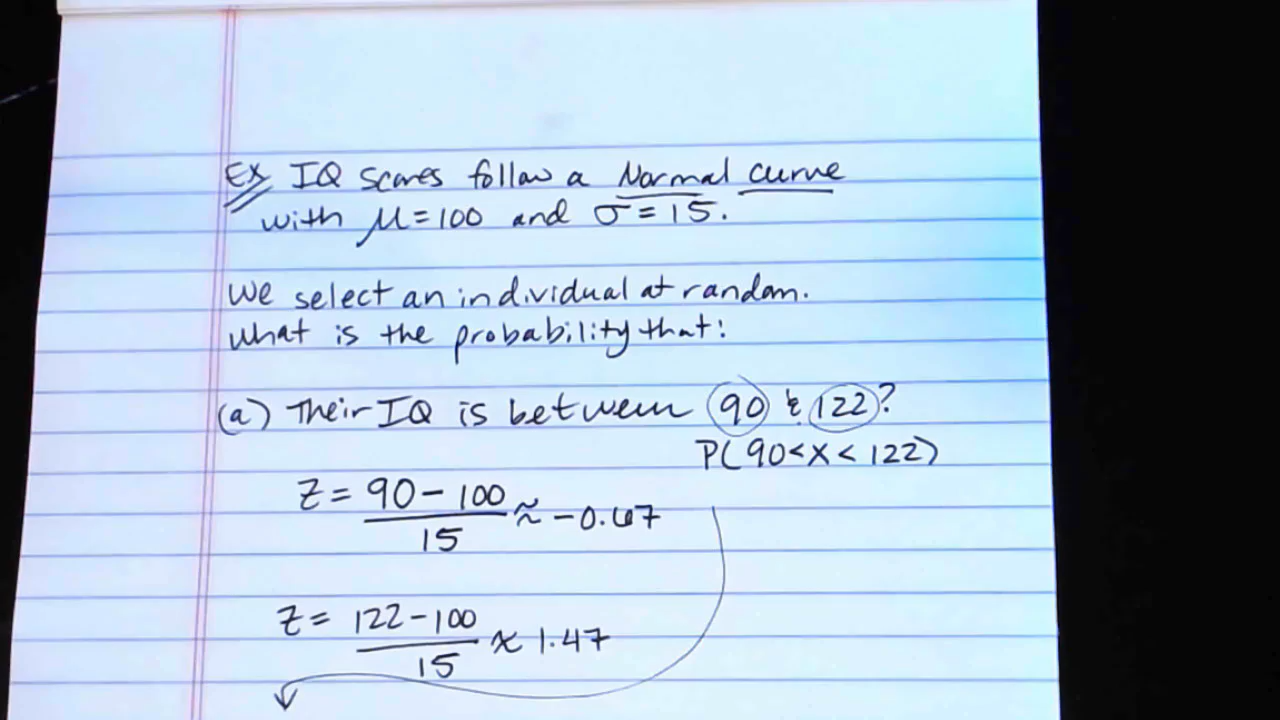 Ex IQ scores follow a Normal curve
with μ=100 and σ=15.
We select an individual at random.
What is the probability that:
(a) Their IQ is between 90 & 122?
P(90<X<122)
Z = 90-100/15 ≈ -0.67
Z = 122-100/15 ≈ 1.47